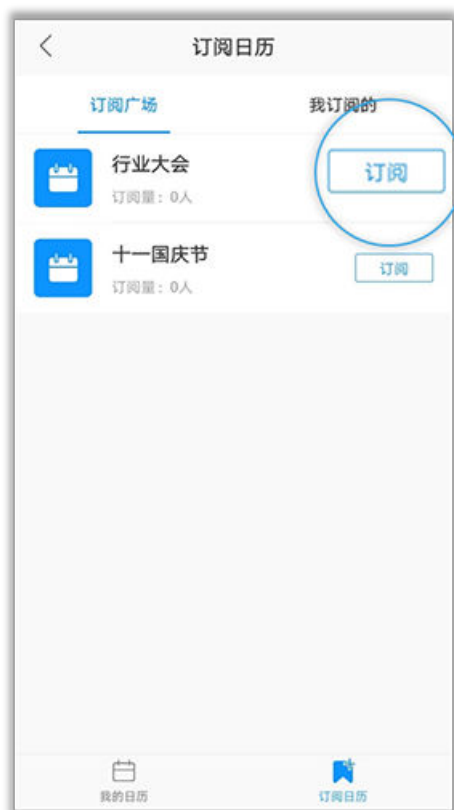 订阅日历
订阅广场 我订阅的
行业大会
订阅量：0人
订阅
十一国庆节
订阅量：0人
订阅
我的日历 订阅日历